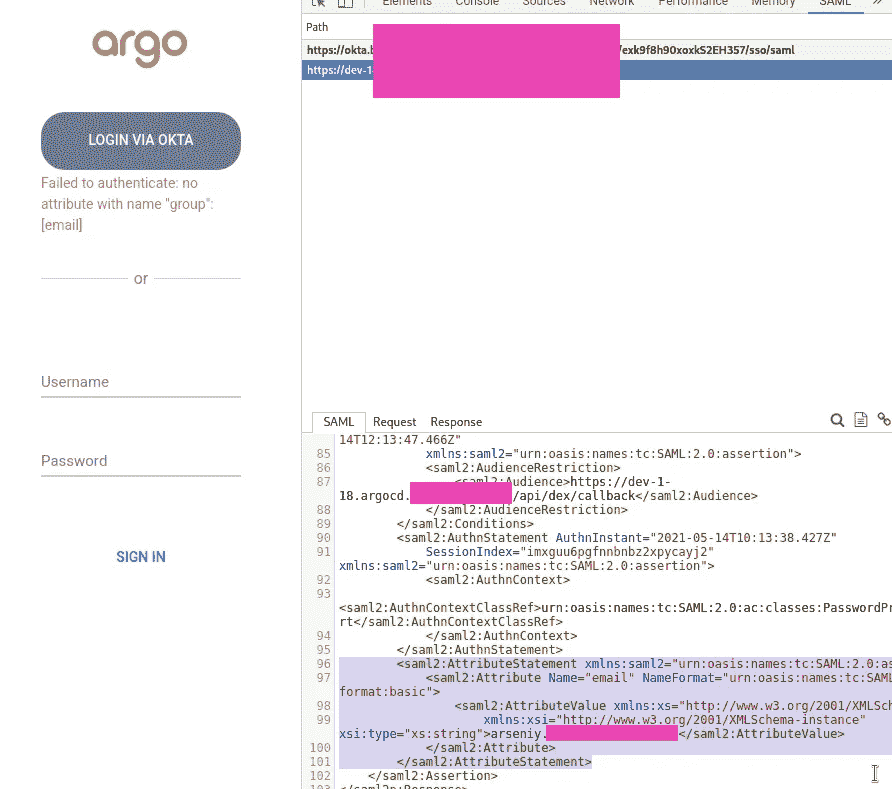 argo
LOGIN VIA OKTA
Failed to authenticate: no
attribute with name "group":
[email]
or
Username
Password
SIGN IN
Elements Console Sources Network Performance Memory SAML
Path
https://okta. /exk9f8h90xoxkS2EH357/sso/saml
https://dev-1-
SAML Request Response
14T12:13:47.466Z"
85 xmlns:saml2="urn:oasis:names:tc:SAML:2.0:assertion">
86 <saml2:AudienceRestriction>
87 <saml2:Audience>https://dev-1-
18.argocd. /api/dex/callback</saml2:Audience>
88 </saml2:AudienceRestriction>
89 </saml2:Conditions>
90 <saml2:AuthnStatement AuthnInstant="2021-05-14T10:13:38.427Z"
91 SessionIndex="imxguu6pgfnnbnbz2xpycayj2"
xmlns:saml2="urn:oasis:names:tc:SAML:2.0:assertion">
92 <saml2:AuthnContext>
93
<saml2:AuthnContextClassRef>urn:oasis:names:tc:SAML:2.0:ac:classes:PasswordPr
rt</saml2:AuthnContextClassRef>
94 </saml2:AuthnContext>
95 </saml2:AuthnStatement>
96 <saml2:AttributeStatement xmlns:saml2="urn:oasis:names:tc:SAML:2.0:as
97 <saml2:Attribute Name="email" NameFormat="urn:oasis:names:tc:SAML
format:basic">
98 <saml2:AttributeValue xmlns:xs="http://www.w3.org/2001/XMLSch
99 xmlns:xsi="http://www.w3.org/2001/XMLSchema-instance"
xsi:type="xs:string">arseniy. </saml2:AttributeValue>
100 </saml2:Attribute>
101 </saml2:AttributeStatement>
102 </saml2:Assertion>
103 </saml2p:Response>